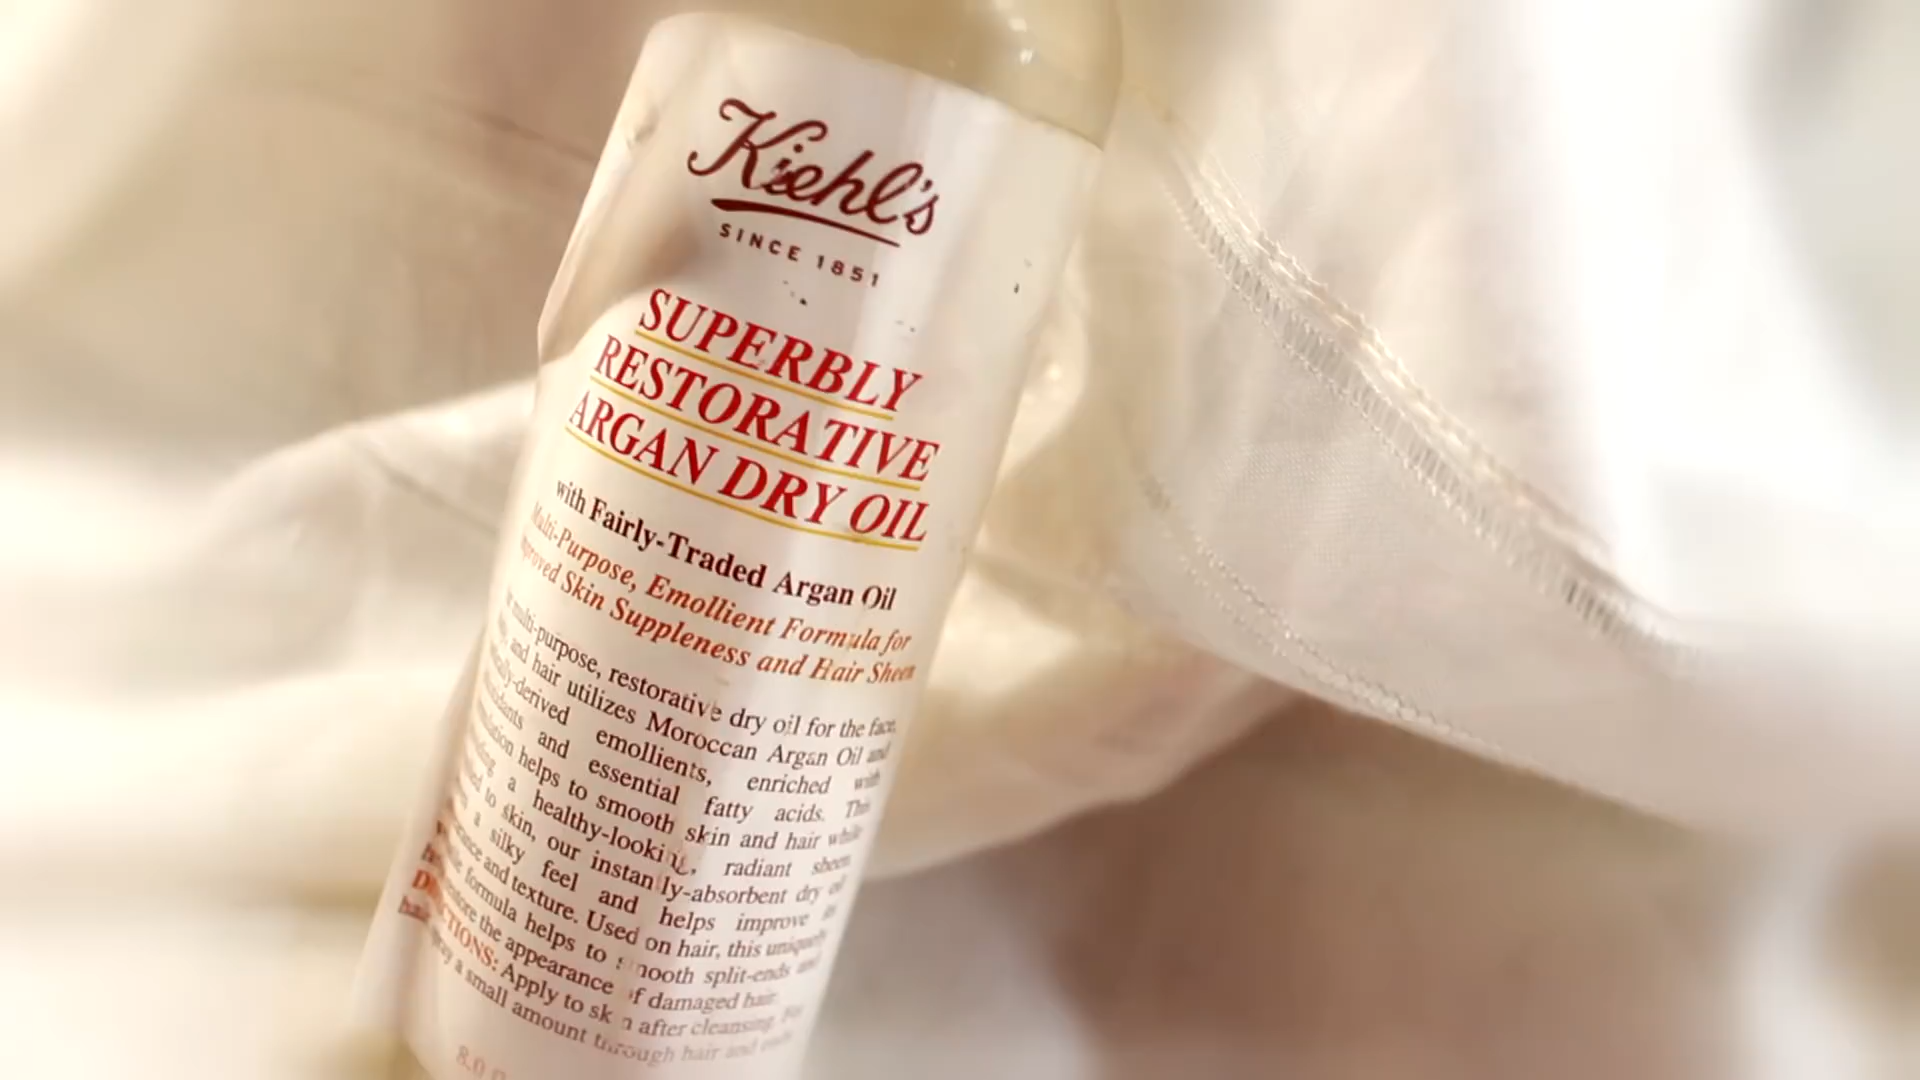 Kiehl's
SINCE 1851
SUPERBLY
RESTORATIVE
ARGAN DRY OIL
with Fairly-Traded Argan Oil
Multi-Purpose, Emollient Formula for
Skin Suppleness and Hair Sheen
multi-purpose, restorative dry oil for the face,
and hair utilizes Moroccan Argan Oil and
emollients, enriched with
and essential fatty acids. This
helps to smooth skin and hair while
a healthy-looking, radiant sheen
to skin, our instantly-absorbent dry oil
a silky feel and helps improve
and texture. Used on hair, this uniquely
formula helps to smooth split-ends and
the appearance of damaged hair.
DIRECTIONS: Apply to skin after cleansing. For
a small amount through hair and ends
8.0